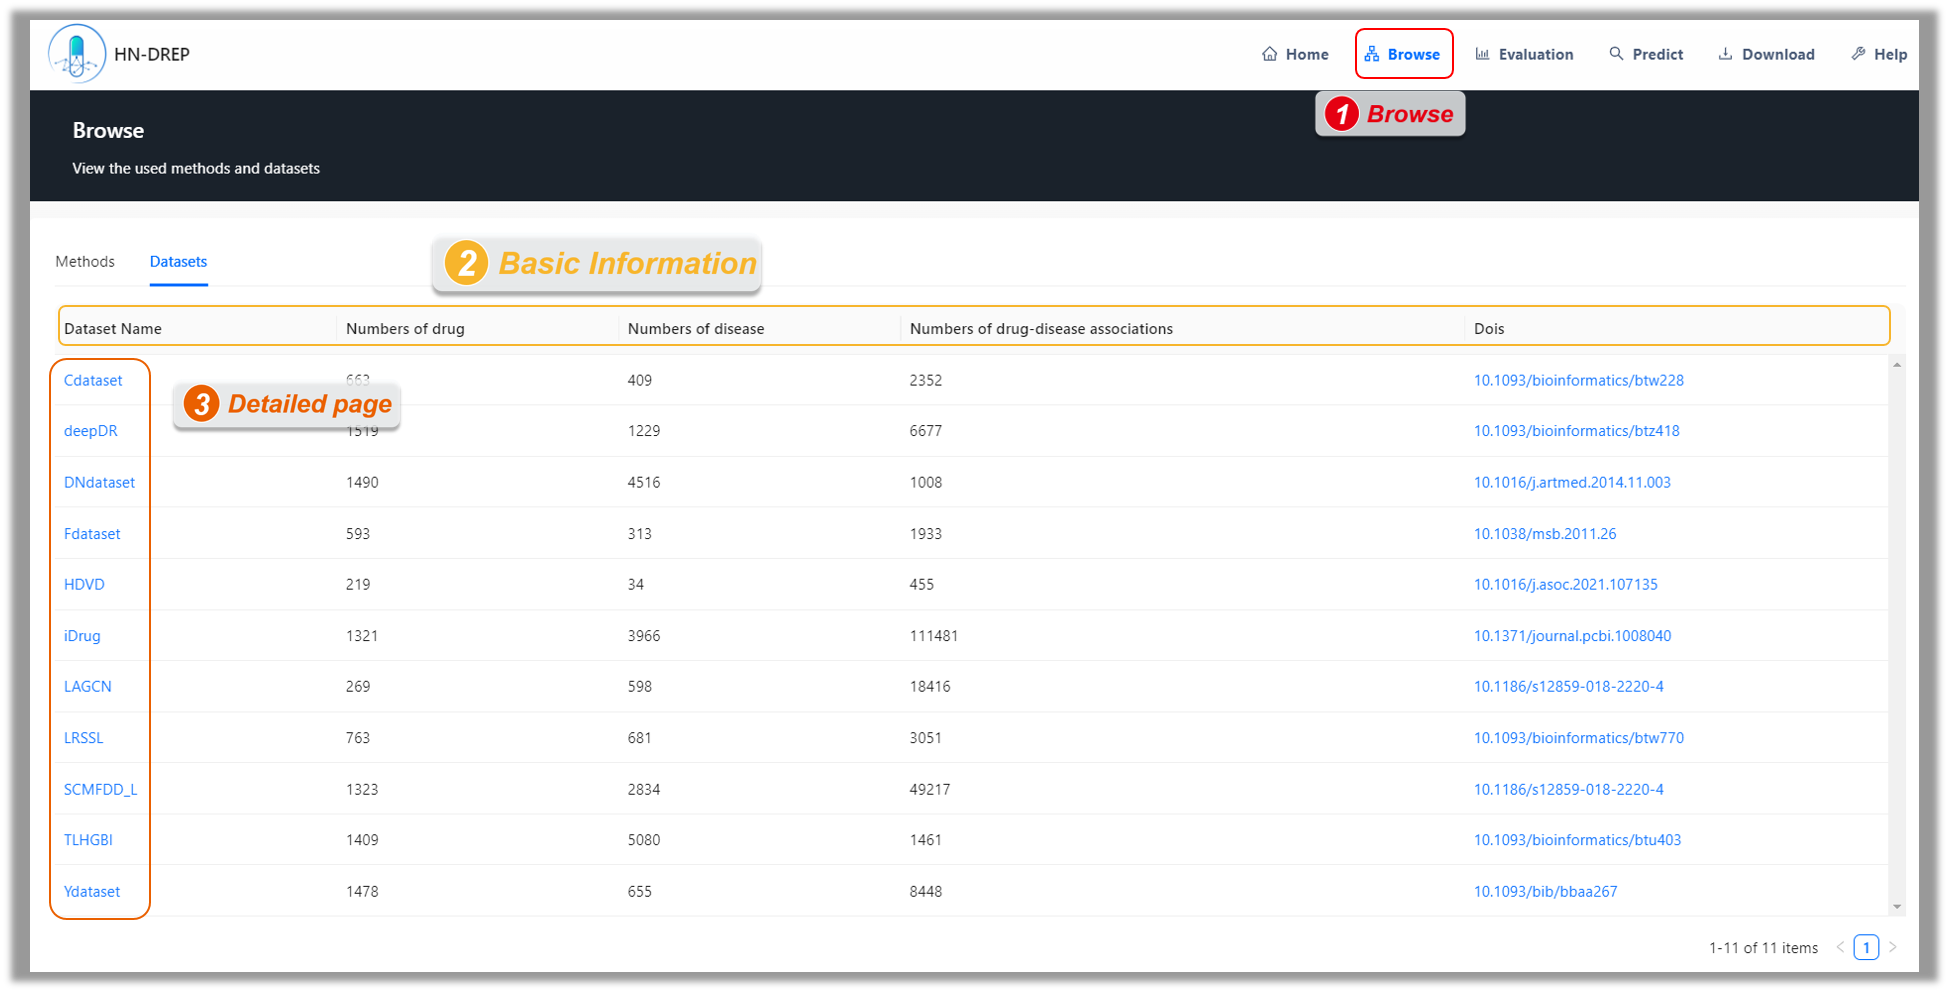 HN-DREP
Home Browse Evaluation Predict Download Help
1 Browse
Browse
View the used methods and datasets
Methods Datasets
2 Basic Information
Dataset Name Numbers of drug Numbers of disease Numbers of drug-disease associations Dois
Cdataset 663 409 2352 10.1093/bioinformatics/btw228
3 Detailed page
deepDR 1519 1229 6677 10.1093/bioinformatics/btz418
DNdataset 1490 4516 1008 10.1016/j.artmed.2014.11.003
Fdataset 593 313 1933 10.1038/msb.2011.26
HDVD 219 34 455 10.1016/j.asoc.2021.107135
iDrug 1321 3966 111481 10.1371/journal.pcbi.1008040
LAGCN 269 598 18416 10.1186/s12859-018-2220-4
LRSSL 763 681 3051 10.1093/bioinformatics/btw770
SCMFDD_L 1323 2834 49217 10.1186/s12859-018-2220-4
TLHGBI 1409 5080 1461 10.1093/bioinformatics/btu403
Ydataset 1478 655 8448 10.1093/bib/bbaa267
1-11 of 11 items < 1 >